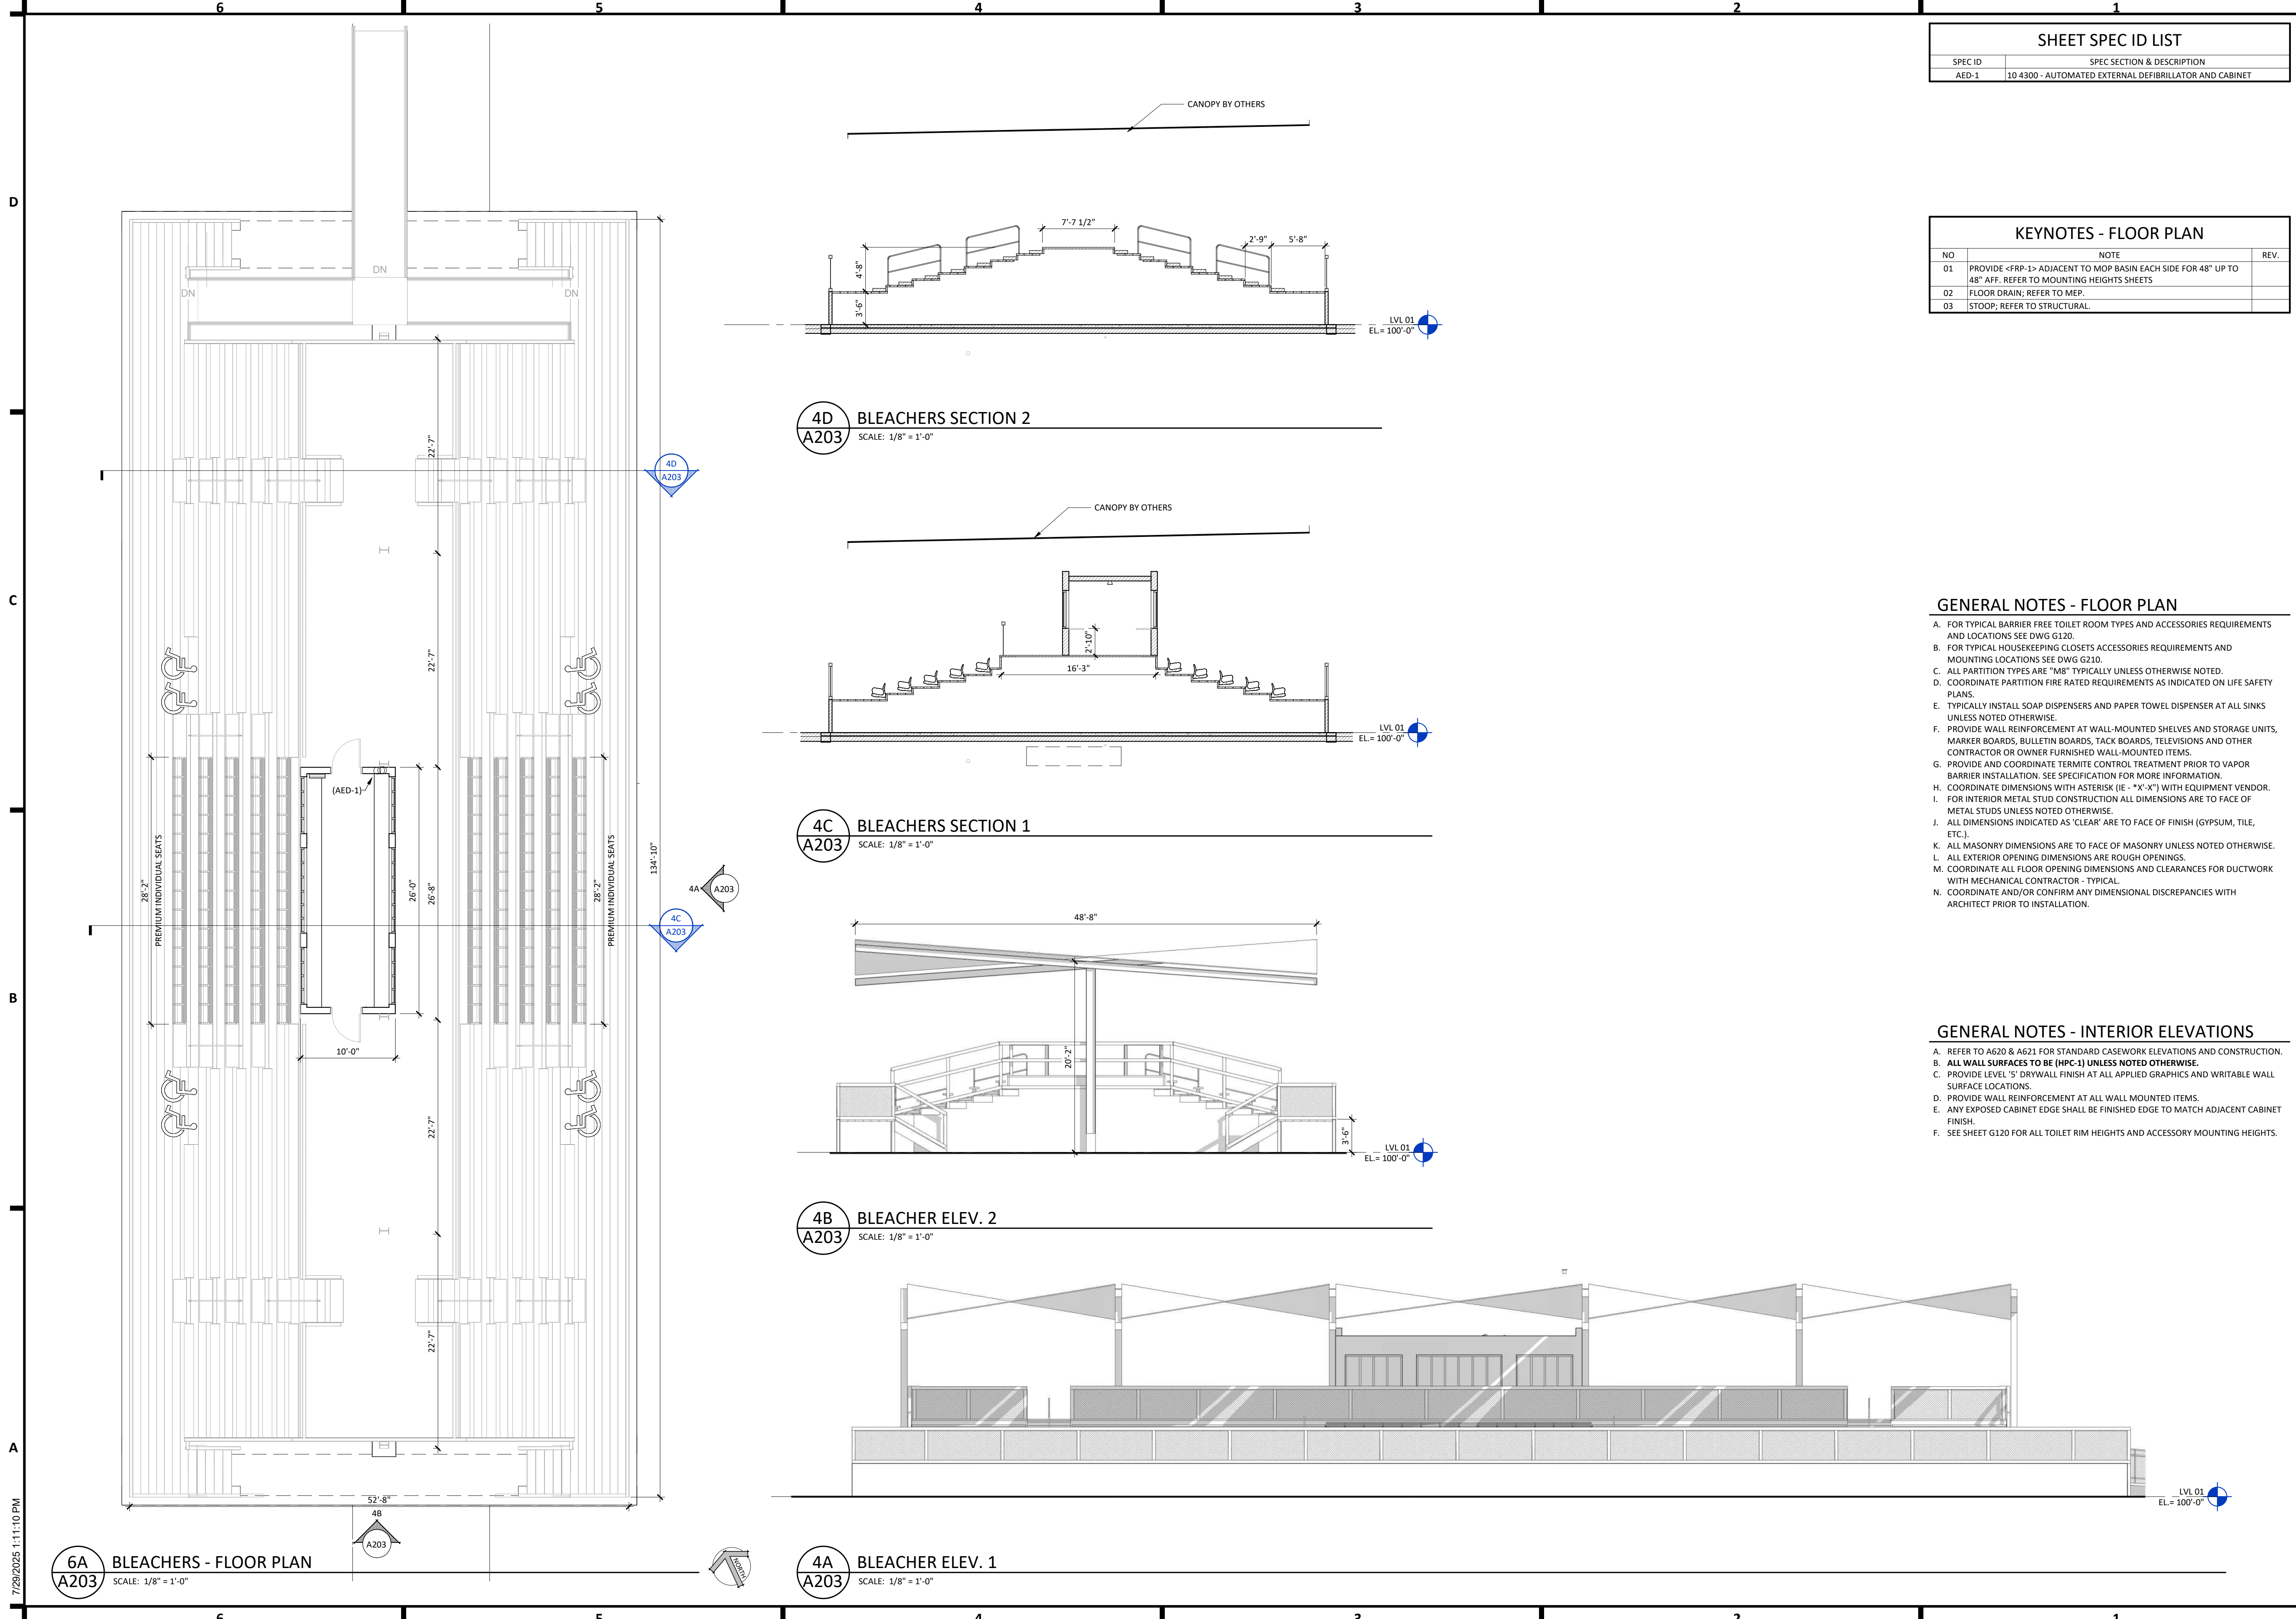 6
5
4
3
2
1
D
C
B
A
SHEET SPEC ID LIST
SPEC ID SPEC SECTION & DESCRIPTION
AED-1 10 4300 - AUTOMATED EXTERNAL DEFIBRILLATOR AND CABINET
KEYNOTES - FLOOR PLAN
NO NOTE REV.
01 PROVIDE <FRP-1> ADJACENT TO MOP BASIN EACH SIDE FOR 48" UP TO
48" AFF. REFER TO MOUNTING HEIGHTS SHEETS
02 FLOOR DRAIN; REFER TO MEP.
03 STOOP; REFER TO STRUCTURAL.
GENERAL NOTES - FLOOR PLAN
A. FOR TYPICAL BARRIER FREE TOILET ROOM TYPES AND ACCESSORIES REQUIREMENTS
AND LOCATIONS SEE DWG G120.
B. FOR TYPICAL HOUSEKEEPING CLOSETS ACCESSORIES REQUIREMENTS AND
MOUNTING LOCATIONS SEE DWG G210.
C. ALL PARTITION TYPES ARE "M8" TYPICALLY UNLESS OTHERWISE NOTED.
D. COORDINATE PARTITION FIRE RATED REQUIREMENTS AS INDICATED ON LIFE SAFETY
PLANS.
E. TYPICALLY INSTALL SOAP DISPENSERS AND PAPER TOWEL DISPENSER AT ALL SINKS
UNLESS NOTED OTHERWISE.
F. PROVIDE WALL REINFORCEMENT AT WALL-MOUNTED SHELVES AND STORAGE UNITS,
MARKER BOARDS, BULLETIN BOARDS, TACK BOARDS, TELEVISIONS AND OTHER
CONTRACTOR OR OWNER FURNISHED WALL-MOUNTED ITEMS.
G. PROVIDE AND COORDINATE TERMITE CONTROL TREATMENT PRIOR TO VAPOR
BARRIER INSTALLATION. SEE SPECIFICATION FOR MORE INFORMATION.
H. COORDINATE DIMENSIONS WITH ASTERISK (IE - *X'-X") WITH EQUIPMENT VENDOR.
I. FOR INTERIOR METAL STUD CONSTRUCTION ALL DIMENSIONS ARE TO FACE OF
METAL STUDS UNLESS NOTED OTHERWISE.
J. ALL DIMENSIONS INDICATED AS 'CLEAR' ARE TO FACE OF FINISH (GYPSUM, TILE,
ETC.).
K. ALL MASONRY DIMENSIONS ARE TO FACE OF MASONRY UNLESS NOTED OTHERWISE.
L. ALL EXTERIOR OPENING DIMENSIONS ARE ROUGH OPENINGS.
M. COORDINATE ALL FLOOR OPENING DIMENSIONS AND CLEARANCES FOR DUCTWORK
WITH MECHANICAL CONTRACTOR - TYPICAL.
N. COORDINATE AND/OR CONFIRM ANY DIMENSIONAL DISCREPANCIES WITH
ARCHITECT PRIOR TO INSTALLATION.
GENERAL NOTES - INTERIOR ELEVATIONS
A. REFER TO A620 & A621 FOR STANDARD CASEWORK ELEVATIONS AND CONSTRUCTION.
B. ALL WALL SURFACES TO BE (HPC-1) UNLESS NOTED OTHERWISE.
C. PROVIDE LEVEL '5' DRYWALL FINISH AT ALL APPLIED GRAPHICS AND WRITABLE WALL
SURFACE LOCATIONS.
D. PROVIDE WALL REINFORCEMENT AT ALL WALL MOUNTED ITEMS.
E. ANY EXPOSED CABINET EDGE SHALL BE FINISHED EDGE TO MATCH ADJACENT CABINET
FINISH.
F. SEE SHEET G120 FOR ALL TOILET RIM HEIGHTS AND ACCESSORY MOUNTING HEIGHTS.
CANOPY BY OTHERS
7'-7 1/2"
2'-9"
5'-8"
4'-8"
3'-6"
LVL 01
EL.= 100'-0"
4D
A203
BLEACHERS SECTION 2
SCALE: 1/8" = 1'-0"
CANOPY BY OTHERS
2'-10"
16'-3"
LVL 01
EL.= 100'-0"
4C
A203
BLEACHERS SECTION 1
SCALE: 1/8" = 1'-0"
48'-8"
20'-2"
3'-6"
LVL 01
EL.= 100'-0"
4B
A203
BLEACHER ELEV. 2
SCALE: 1/8" = 1'-0"
LVL 01
EL.= 100'-0"
4A
A203
BLEACHER ELEV. 1
SCALE: 1/8" = 1'-0"
DN
DN
DN
22'-7"
4D
A203
22'-7"
(AED-1)
28'-2"
PREMIUM INDIVIDUAL SEATS
26'-0"
26'-8"
28'-2"
PREMIUM INDIVIDUAL SEATS
134'-10"
4A
A203
4C
A203
10'-0"
22'-7"
22'-7"
52'-8"
4B
A203
6A
A203
BLEACHERS - FLOOR PLAN
SCALE: 1/8" = 1'-0"
NORTH
7/29/2025 1:11:10 PM
6
5
4
3
2
1